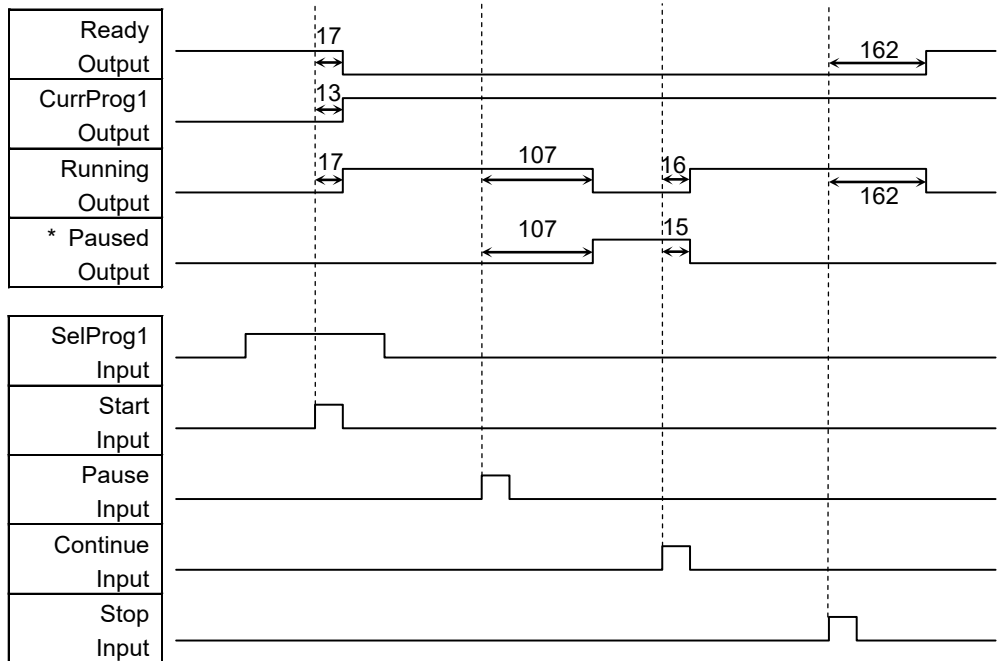 Ready
Output
17
162
CurrProg1
Output
13
Running
Output
17
107
16
162
* Paused
Output
107
15
SelProg1
Input
Start
Input
Pause
Input
Continue
Input
Stop
Input